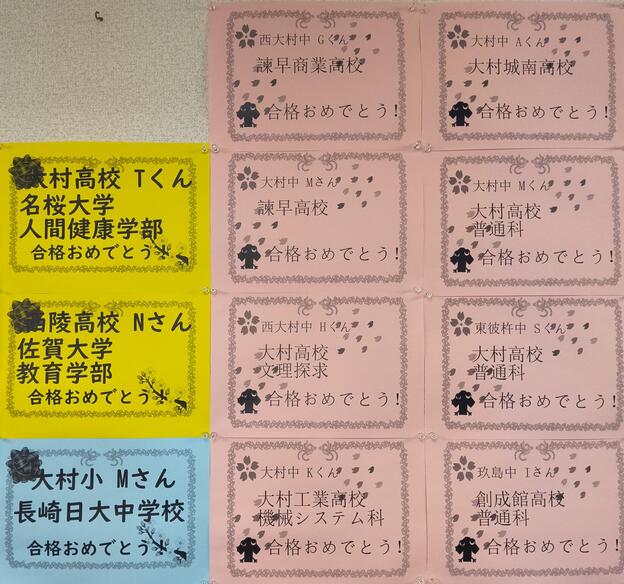 西大村中 Gくん
諫早商業高校
合格おめでとう!
大村中 Aくん
大村城南高校
合格おめでとう!
大村高校 Tくん
名桜大学
人間健康学部
合格おめでとう!
大村中 Mさん
諫早高校
合格おめでとう!
大村中 Mくん
大村高校
普通科
合格おめでとう!
西陵高校 Nさん
佐賀大学
教育学部
合格おめでとう!
西大村中 Hくん
大村高校
文理探求
合格おめでとう!
東彼杵中 Sくん
大村高校
普通科
合格おめでとう!
大村小 Mさん
長崎日大中学校
合格おめでとう!
大村中 Kくん
大村工業高校
機械システム科
合格おめでとう!
玖島中 Iさん
創成館高校
普通科
合格おめでとう!